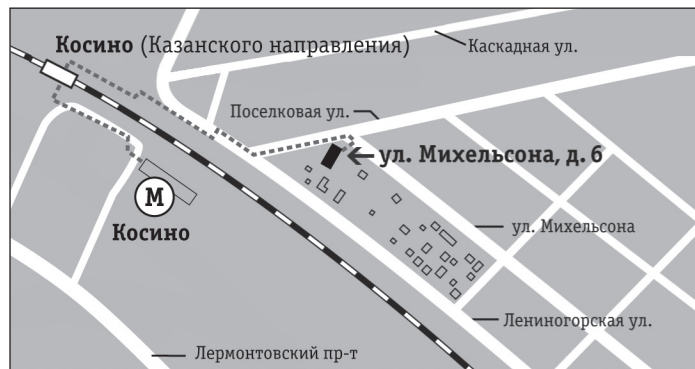 Косино (Казанского направления)
Каскадная ул.
Поселковая ул.
ул. Михельсона, д. 6
М
Косино
ул. Михельсона
Лениногорская ул.
Лермонтовский пр-т